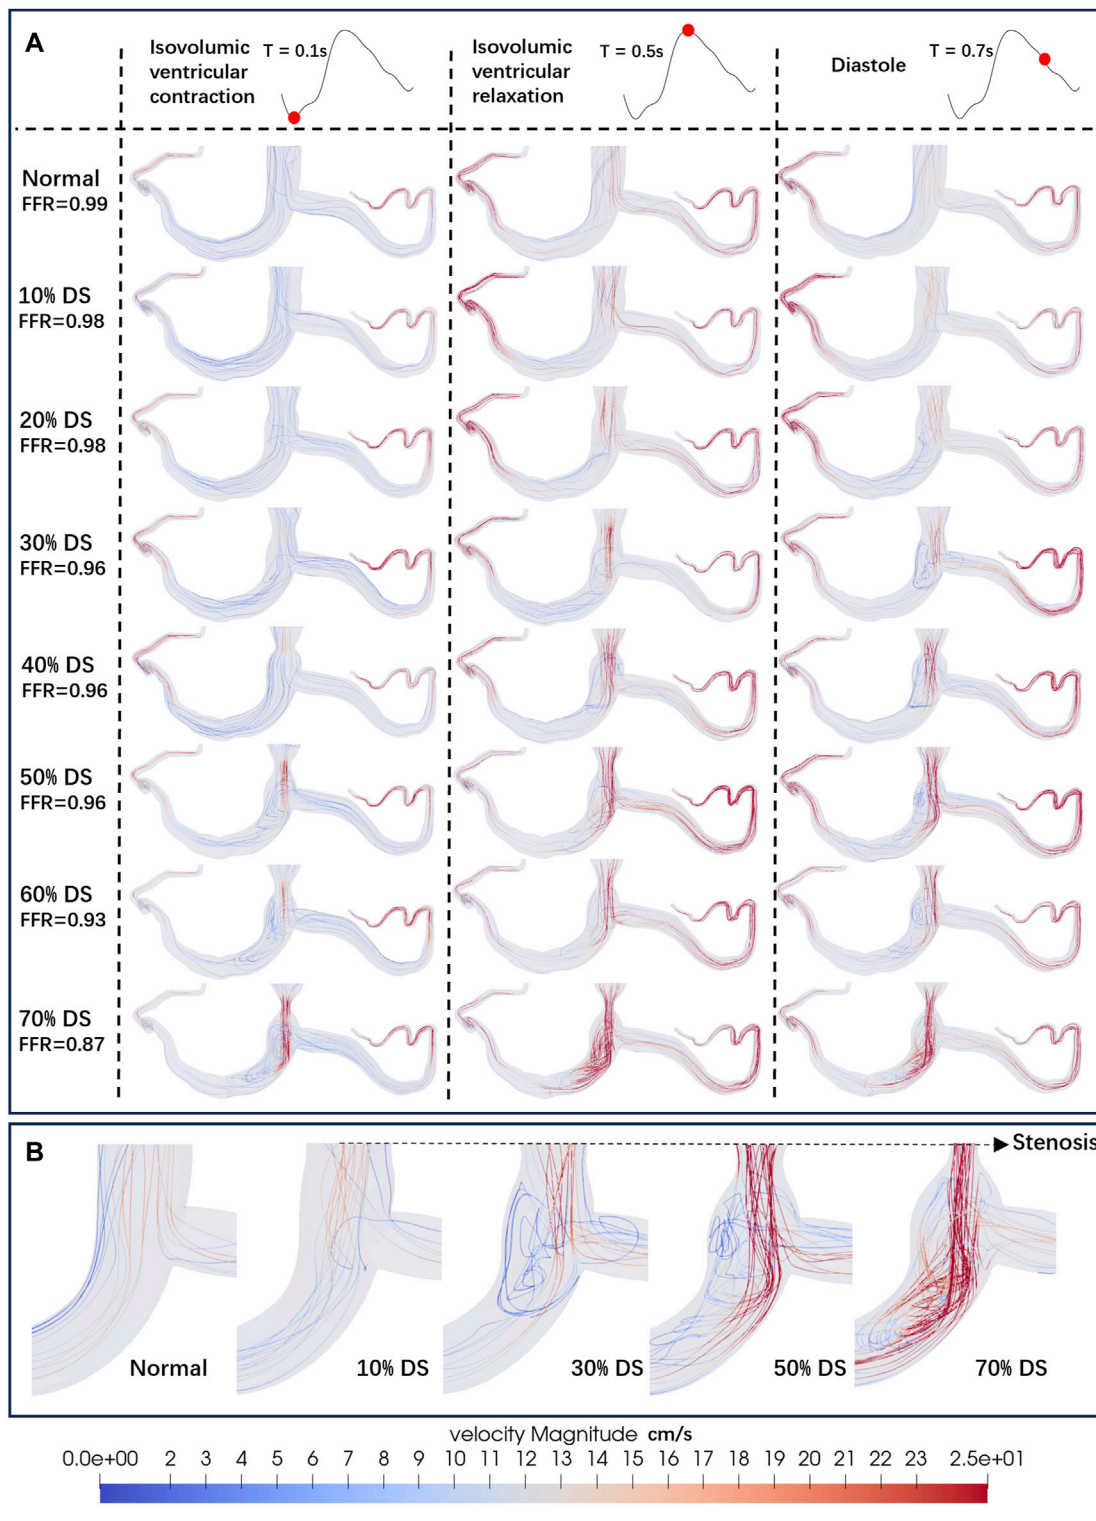 A
Isovolumic
ventricular
contraction
T = 0.1s
Isovolumic
ventricular
relaxation
T = 0.5s
Diastole
T = 0.7s
Normal
FFR=0.99
10% DS
FFR=0.98
20% DS
FFR=0.98
30% DS
FFR=0.96
40% DS
FFR=0.96
50% DS
FFR=0.96
60% DS
FFR=0.93
70% DS
FFR=0.87
B
Stenosis
Normal
10% DS
30% DS
50% DS
70% DS
velocity Magnitude cm/s
0.0e+00 2 3 4 5 6 7 8 9 10 11 12 13 14 15 16 17 18 19 20 21 22 23 2.5e+01